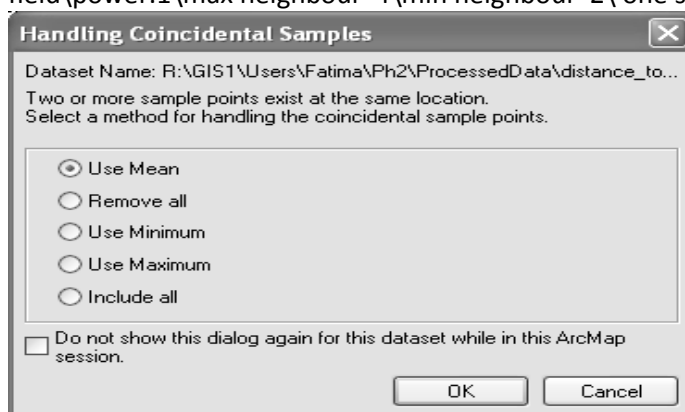 Handling Coincidental Samples
Dataset Name: R:\GIS1\Users\Fatima\Ph2\ProcessedData\distance_to...
Two or more sample points exist at the same location.
Select a method for handling the coincidental sample points.
Use Mean
Remove all
Use Minimum
Use Maximum
Include all
Do not show this dialog again for this dataset while in this ArcMap
session.
OK Cancel